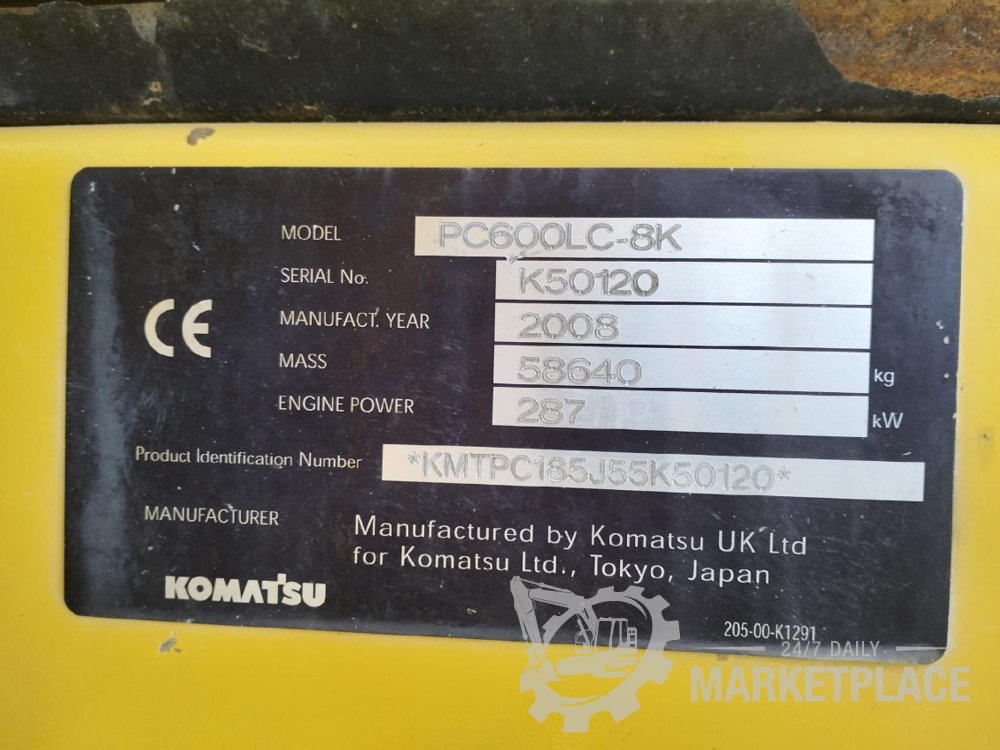 MODEL PC600LC-8K
SERIAL No. K50120
CE
MANUFACT. YEAR 2008
MASS 58640 kg
ENGINE POWER 287 kW
Product Identification Number *KMTPC185J55K50120*
MANUFACTURER
Manufactured by Komatsu UK Ltd
for Komatsu Ltd., Tokyo, Japan
KOMATSU
205-00-K1291
24/7 DAILY
MARKETPLACE